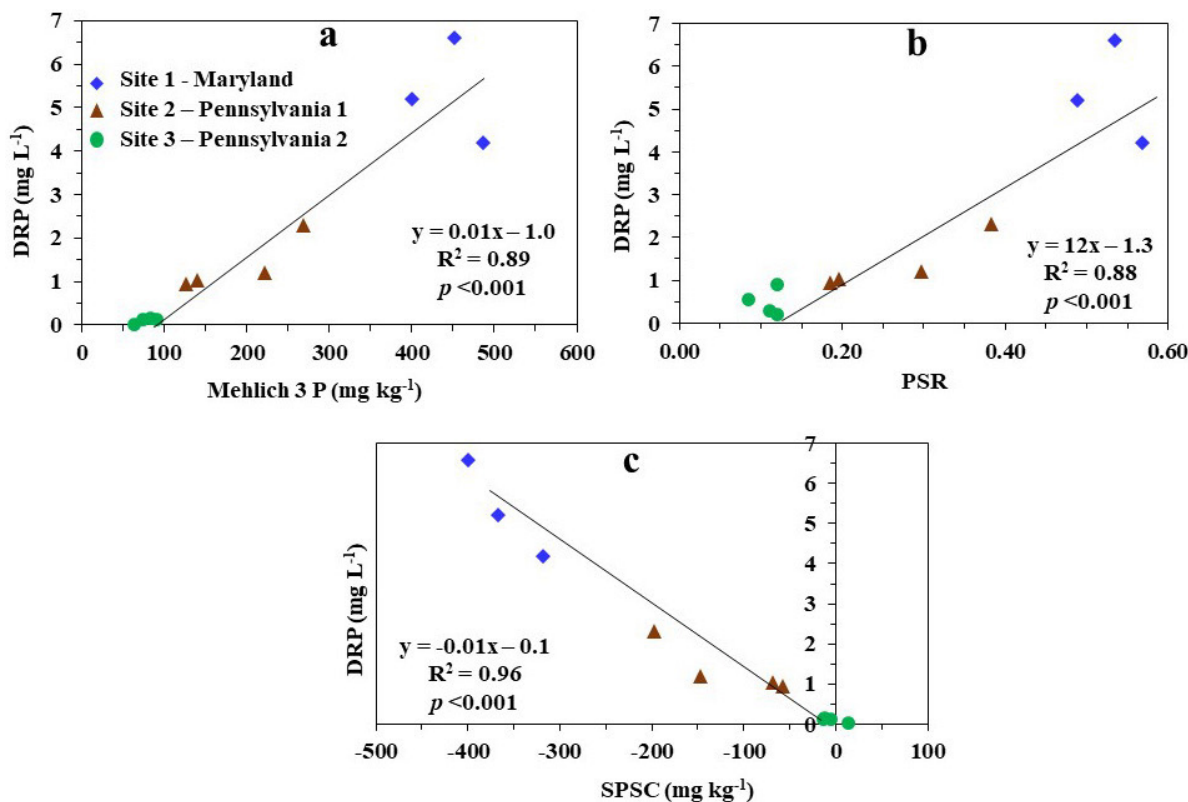 a
7
6
5
4
3
2
1
0
DRP (mg L⁻¹)
Site 1 - Maryland
Site 2 – Pennsylvania 1
Site 3 – Pennsylvania 2
y = 0.01x – 1.0
R² = 0.89
p <0.001
0 100 200 300 400 500 600
Mehlich 3 P (mg kg⁻¹)
b
7
6
5
4
3
2
1
0
DRP (mg L⁻¹)
y = 12x – 1.3
R² = 0.88
p <0.001
0.00 0.20 0.40 0.60
PSR
c
7
6
5
4
3
2
1
0
DRP (mg L⁻¹)
y = -0.01x – 0.1
R² = 0.96
p <0.001
-500 -400 -300 -200 -100 0 100
SPSC (mg kg⁻¹)